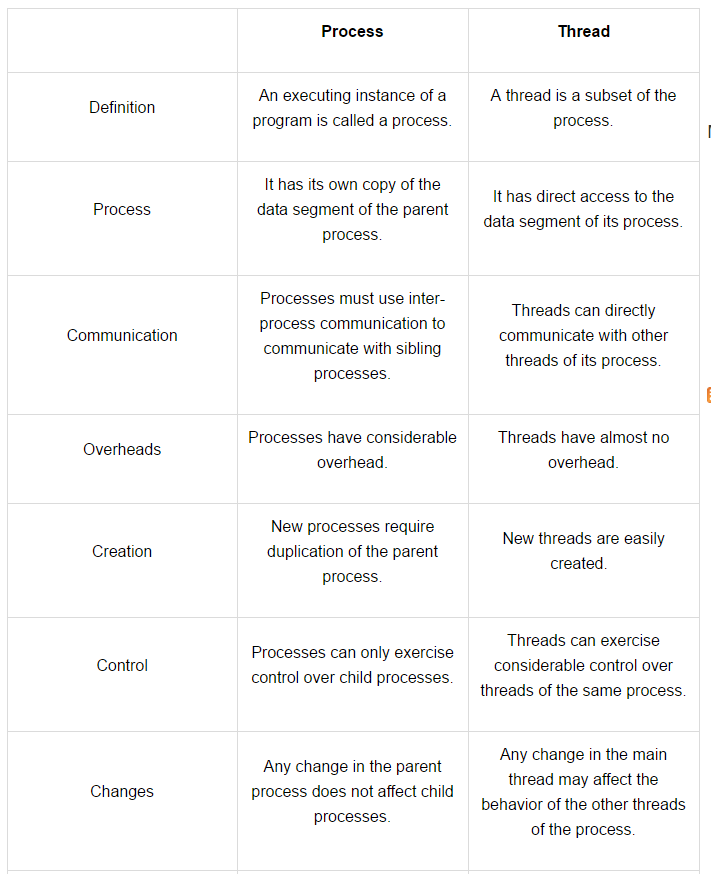 Process
Thread
Definition
An executing instance of a
program is called a process.
A thread is a subset of the
process.
Process
It has its own copy of the
data segment of the parent
process.
It has direct access to the
data segment of its process.
Communication
Processes must use inter-
process communication to
communicate with sibling
processes.
Threads can directly
communicate with other
threads of its process.
Overheads
Processes have considerable
overhead.
Threads have almost no
overhead.
Creation
New processes require
duplication of the parent
process.
New threads are easily
created.
Control
Processes can only exercise
control over child processes.
Threads can exercise
considerable control over
threads of the same process.
Changes
Any change in the parent
process does not affect child
processes.
Any change in the main
thread may affect the
behavior of the other threads
of the process.